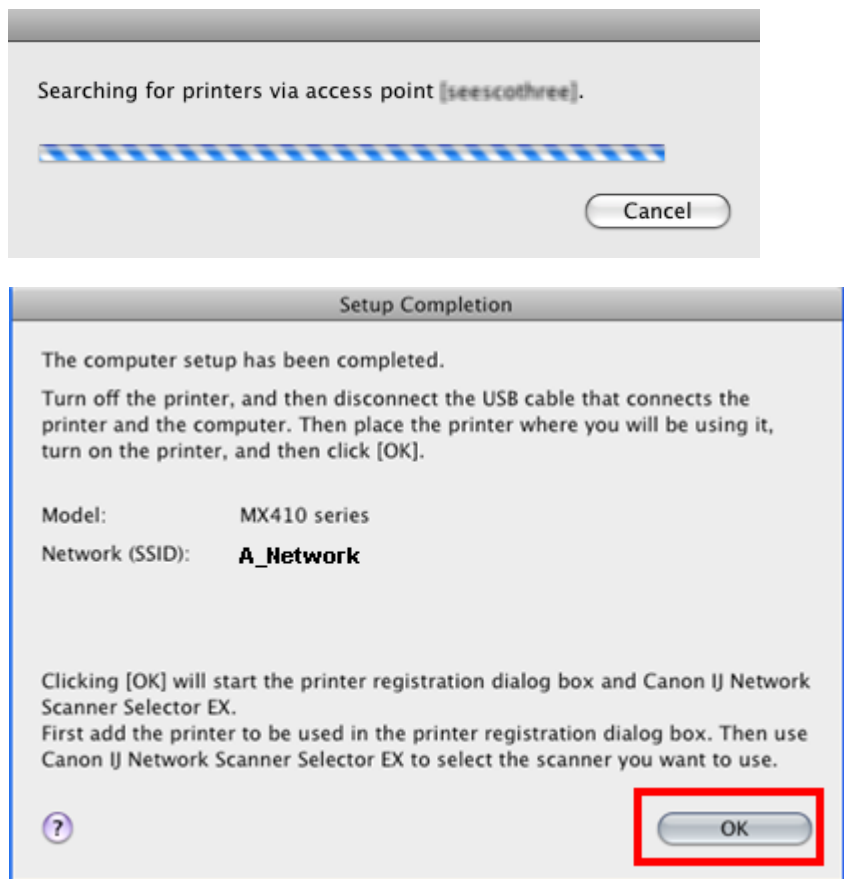 Searching for printers via access point [seescothree].
Cancel
Setup Completion
The computer setup has been completed.
Turn off the printer, and then disconnect the USB cable that connects the
printer and the computer. Then place the printer where you will be using it,
turn on the printer, and then click [OK].
Model: MX410 series
Network (SSID): A_Network
Clicking [OK] will start the printer registration dialog box and Canon IJ Network
Scanner Selector EX.
First add the printer to be used in the printer registration dialog box. Then use
Canon IJ Network Scanner Selector EX to select the scanner you want to use.
?
OK